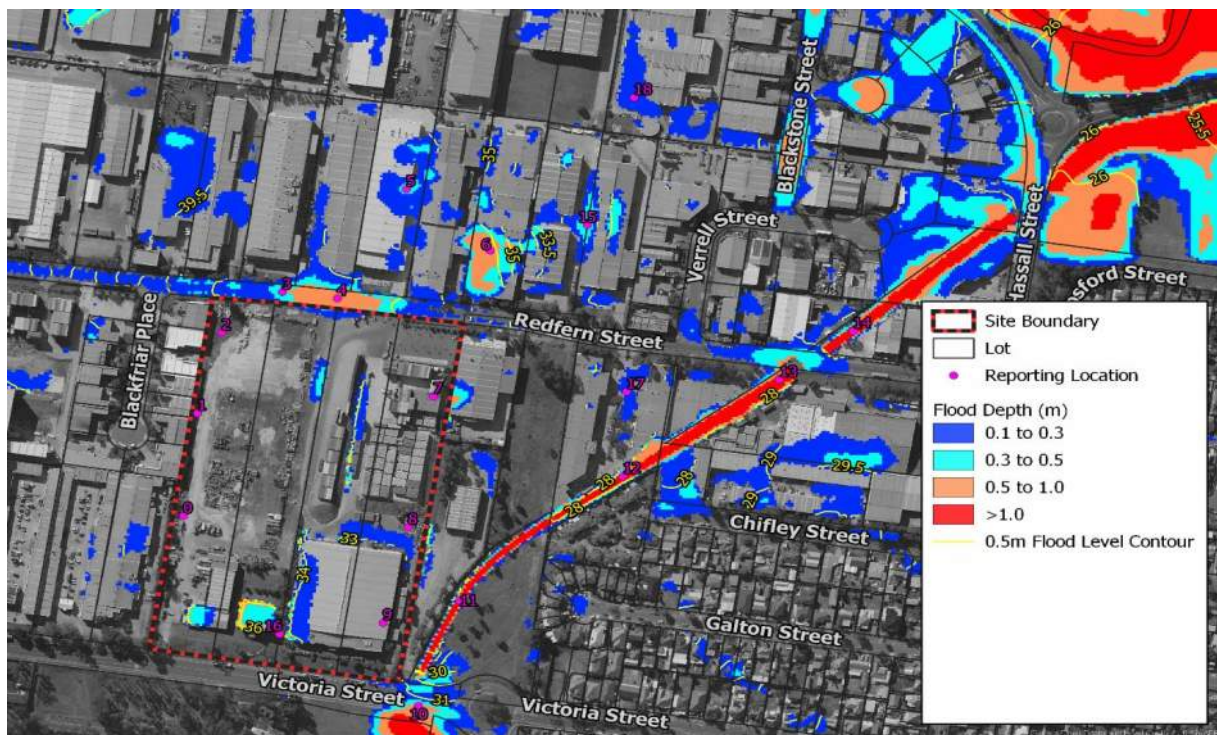 26
18
Blackstone Street
25.5
26
35
26
5
39.5
15
33.5
6
35
Verrell Street
Hassall Street
14
nsford Street
Blackfriar Place
3
4
2
Redfern Street
13
28
7
17
1
28
12
28
28
29
29.5
29
0
8
33
Chifley Street
34
11
9
36
16
Galton Street
30
31
10
Victoria Street
Victoria Street
Site Boundary
Lot
Reporting Location
Flood Depth (m)
0.1 to 0.3
0.3 to 0.5
0.5 to 1.0
>1.0
0.5m Flood Level Contour